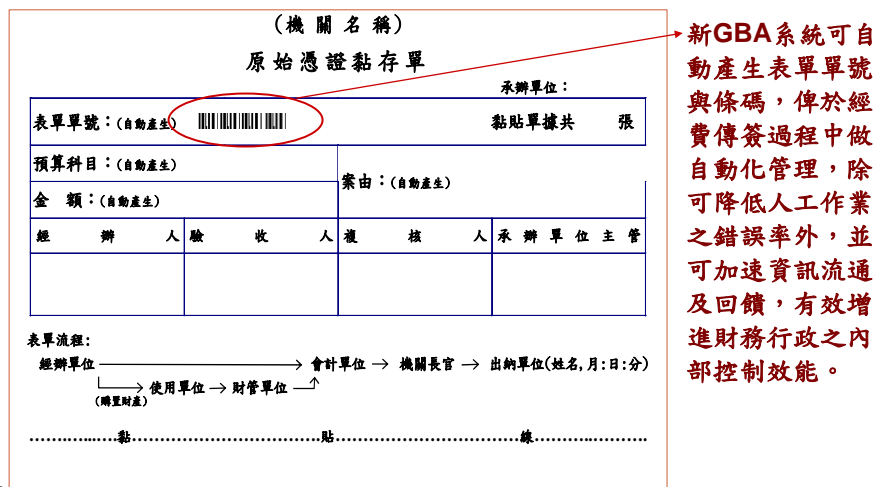 (機關名稱)
原始憑證黏存單
承辦單位：
表單單號：(自動產生)
黏貼單據共 張
預算科目：(自動產生)
金 額：(自動產生)
案由：(自動產生)
經辦人 驗收人 複核人 承辦單位主管
表單流程:
經辦單位 → 會計單位 → 機關長官 → 出納單位(姓名,月:日:分)
→ 使用單位 → 財管單位
(購置財產)
……………黏……………………………貼……………………………線……………………
新GBA系統可自
動產生表單單號
與條碼，俾於經
費傳簽過程中做
自動化管理，除
可降低人工作業
之錯誤率外，並
可加速資訊流通
及回饋，有效增
進財務行政之內
部控制效能。